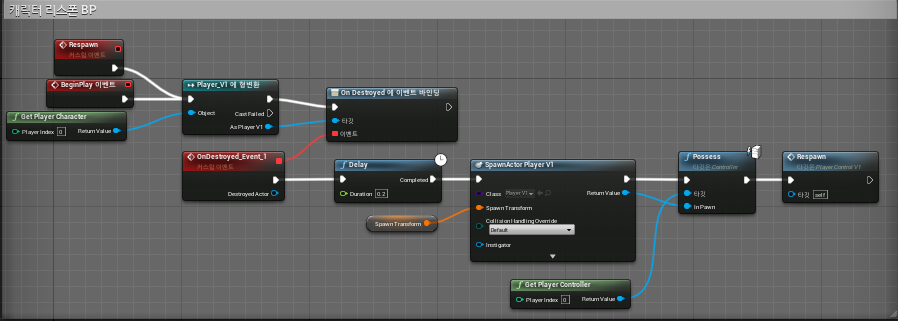 캐릭터 리스폰 BP
Respawn
커스텀 이벤트
BeginPlay 이벤트
Get Player Character
Player Index 0
Return Value
Player_V1 에 형변환
Object
Cast Failed
As Player V1
On Destroyed 에 이벤트 바인딩
타깃
이벤트
OnDestroyed_Event_1
커스텀 이벤트
Destroyed Actor
Delay
Completed
Duration 0.2
Spawn Transform
SpawnActor Player V1
Class Player V1
Return Value
Spawn Transform
Collision Handling Override
Default
Instigator
Get Player Controller
Player Index 0
Return Value
Possess
타깃은 Controller
타깃
In Pawn
Respawn
타깃은 Player Control V1
타깃 self